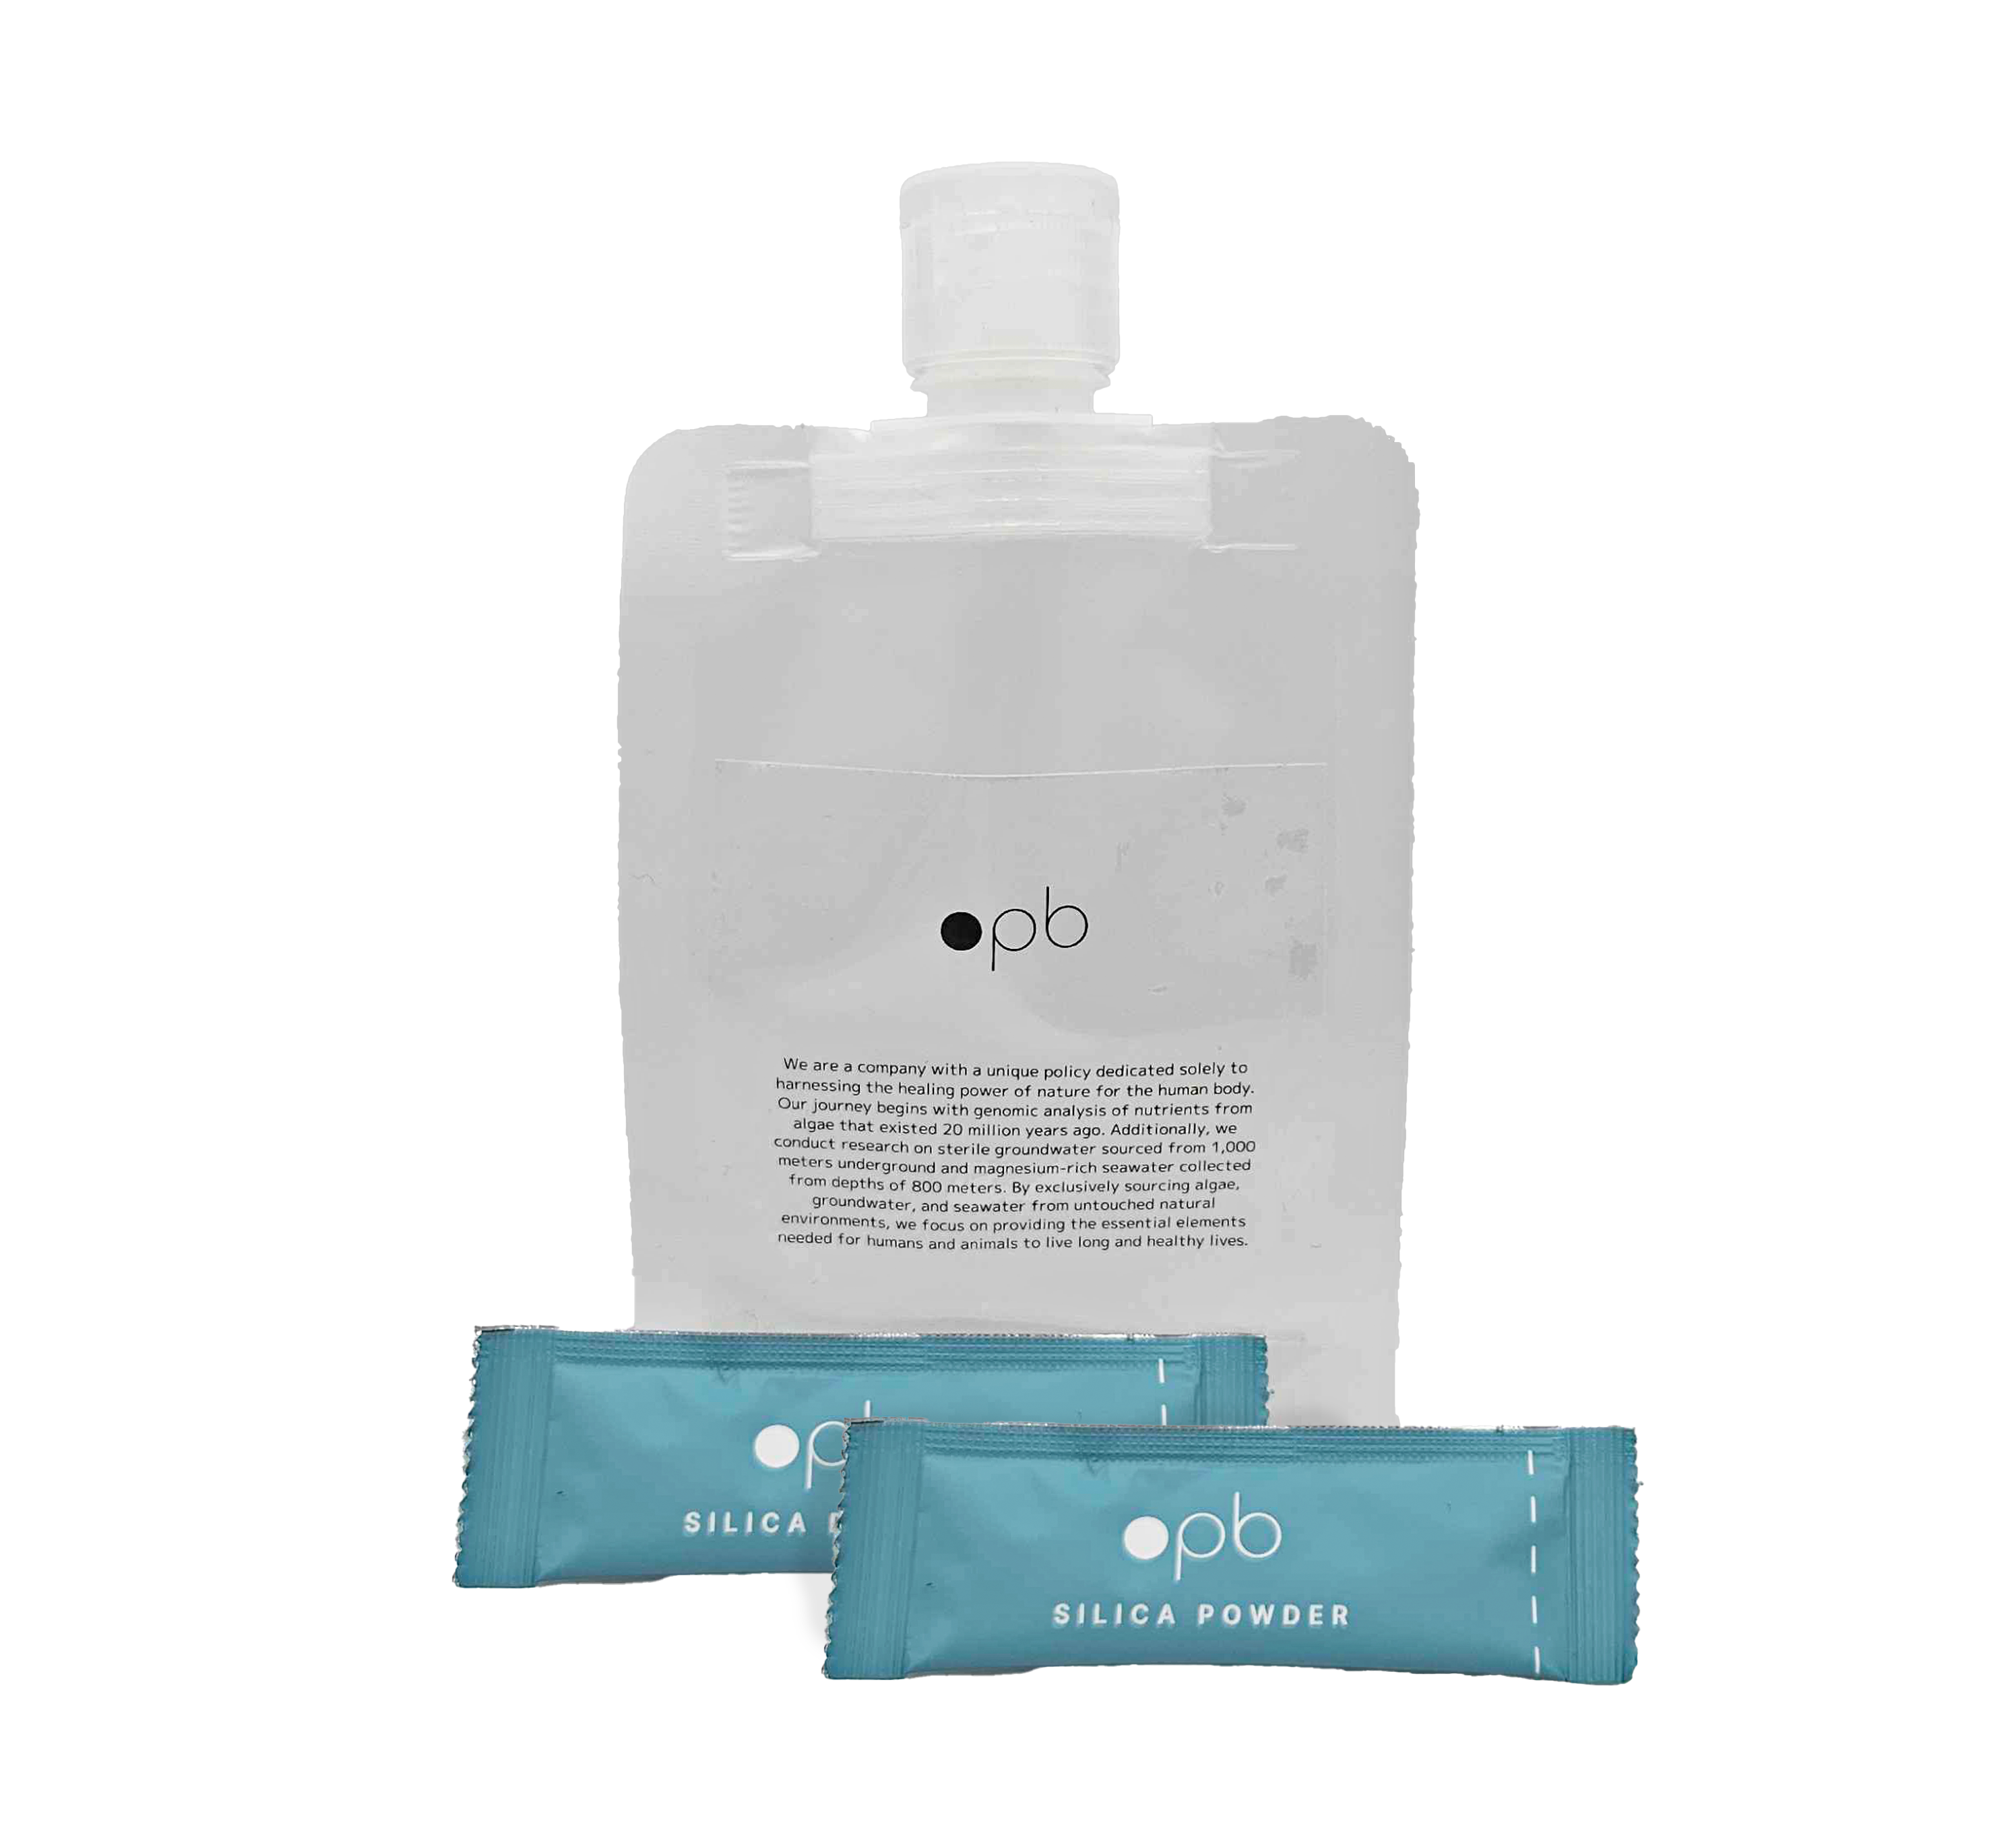 opb
We are a company with a unique policy dedicated solely to
harnessing the healing power of nature for the human body.
Our journey begins with genomic analysis of nutrients from
algae that existed 20 million years ago. Additionally, we
conduct research on sterile groundwater sourced from 1,000
meters underground and magnesium-rich seawater collected
from depths of 800 meters. By exclusively sourcing algae,
groundwater, and seawater from untouched natural
environments, we focus on providing the essential elements
needed for humans and animals to live long and healthy lives.
op
SILICA
opb
SILICA POWDER